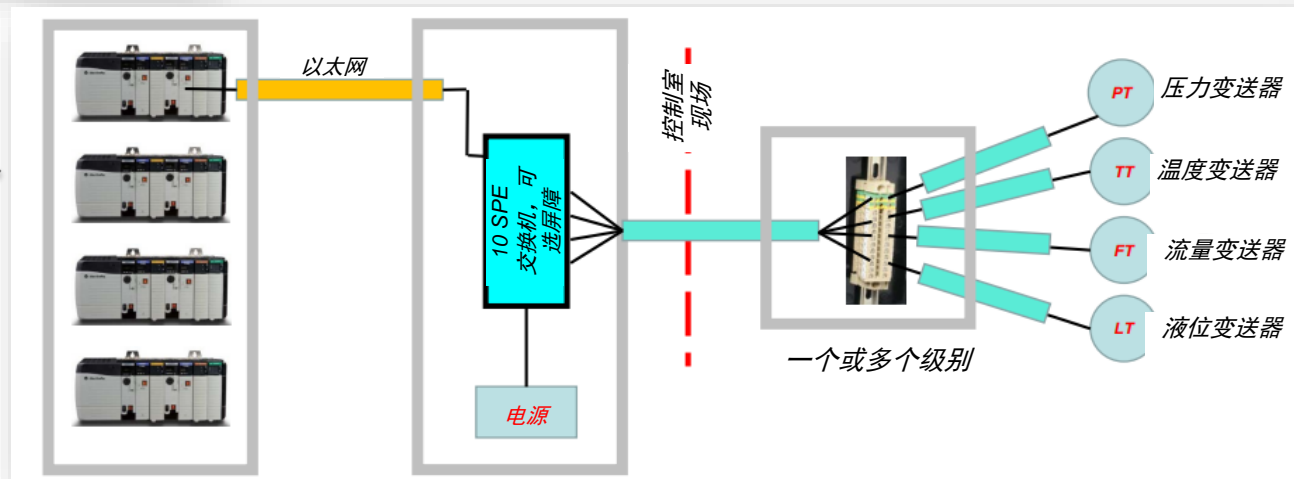 以太网
10 SPE
交换机，可
选屏障
电源
控制室
现场
一个或多个级别
PT
压力变送器
TT
温度变送器
FT
流量变送器
LT
液位变送器